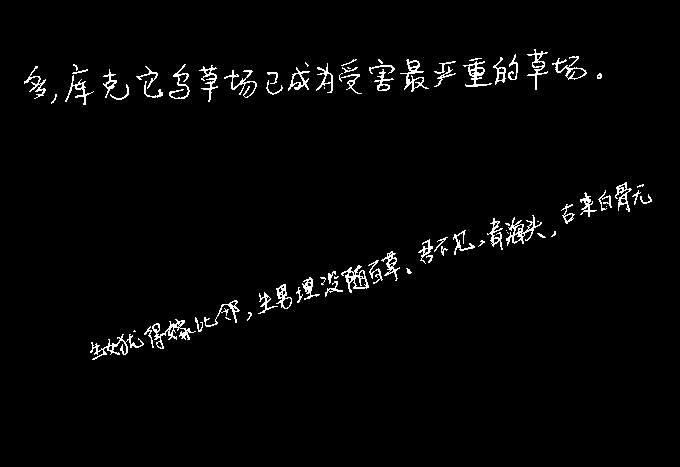 多,库克它乌草场已成为受害最严重的草场。
生女犹得嫁比邻,生男埋没随百草。君不见,青海头,古来白骨无